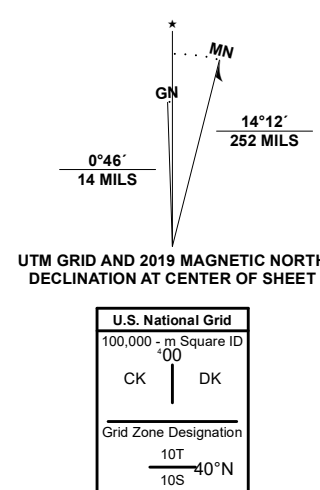 ★
MN
GN
14°12´
252 MILS
0°46´
14 MILS
UTM GRID AND 2019 MAGNETIC NORTH
DECLINATION AT CENTER OF SHEET
U.S. National Grid
100,000 - m Square ID
⁴00
CK DK
Grid Zone Designation
10T
40°N
10S